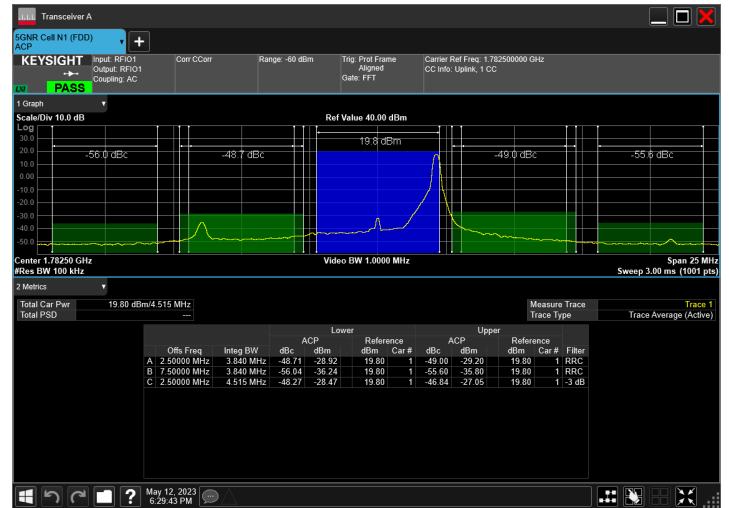 Transceiver A
5GNR Cell N1 (FDD)
ACP
KEYSIGHT
LXI
PASS
Input: RFIO1
Output: RFIO1
Coupling: AC
Corr CCorr
Range: -60 dBm
Trig: Prot Frame
Aligned
Gate: FFT
Carrier Ref Freq: 1.782500000 GHz
CC Info: Uplink, 1 CC
1 Graph
Scale/Div 10.0 dB
Ref Value 40.00 dBm
Log
30.0
20.0
10.0
0.00
-10.0
-20.0
-30.0
-40.0
-50.0
-56.0 dBc
-48.7 dBc
19.8 dBm
-49.0 dBc
-55.6 dBc
Center 1.78250 GHz
Video BW 1.0000 MHz
Span 25 MHz
#Res BW 100 kHz
Sweep 3.00 ms (1001 pts)
2 Metrics
Total Car Pwr 19.80 dBm/4.515 MHz
Total PSD ---
Measure Trace Trace 1
Trace Type Trace Average (Active)
Lower Upper
ACP Reference ACP Reference
Offs Freq Integ BW dBc dBm dBm Car # dBc dBm dBm Car # Filter
A 2.50000 MHz 3.840 MHz -48.71 -28.92 19.80 1 -49.00 -29.20 19.80 1 RRC
B 7.50000 MHz 3.840 MHz -56.04 -36.24 19.80 1 -55.60 -35.80 19.80 1 RRC
C 2.50000 MHz 4.515 MHz -48.27 -28.47 19.80 1 -46.84 -27.05 19.80 1 -3 dB
?
May 12, 2023
6:29:43 PM